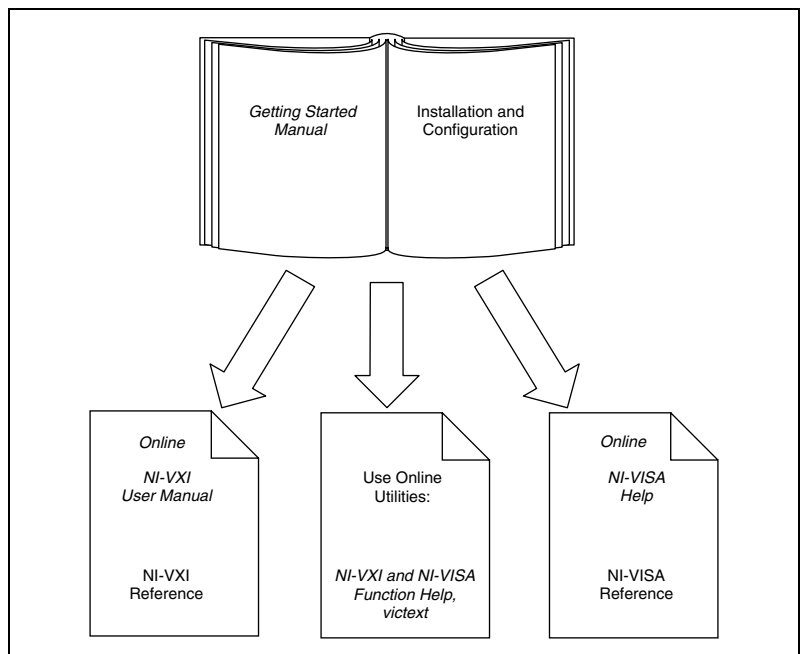 Getting Started
Manual
Installation and
Configuration
Online
NI-VXI
User Manual
NI-VXI
Reference
Use Online
Utilities:
NI-VXI and NI-VISA
Function Help,
victext
Online
NI-VISA
Help
NI-VISA
Reference